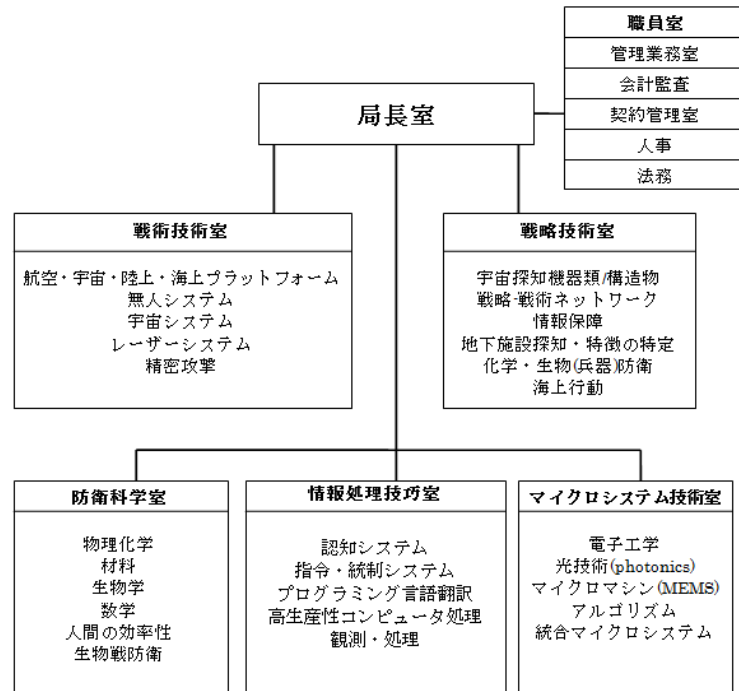 職員室
管理業務室
会計監査
契約管理室
人事
法務
局長室
戦術技術室
航空・宇宙・陸上・海上プラットフォーム
無人システム
宇宙システム
レーザーシステム
精密攻撃
戦略技術室
宇宙探知機器類/構造物
戦略-戦術ネットワーク
情報保障
地下施設探知・特徴の特定
化学・生物(兵器)防衛
海上行動
防衛科学室
物理化学
材料
生物学
数学
人間の効率性
生物戦防衛
情報処理技巧室
認知システム
指令・統制システム
プログラミング言語翻訳
高生産性コンピュータ処理
観測・処理
マイクロシステム技術室
電子工学
光技術(photonics)
マイクロマシン(MEMS)
アルゴリズム
統合マイクロシステム